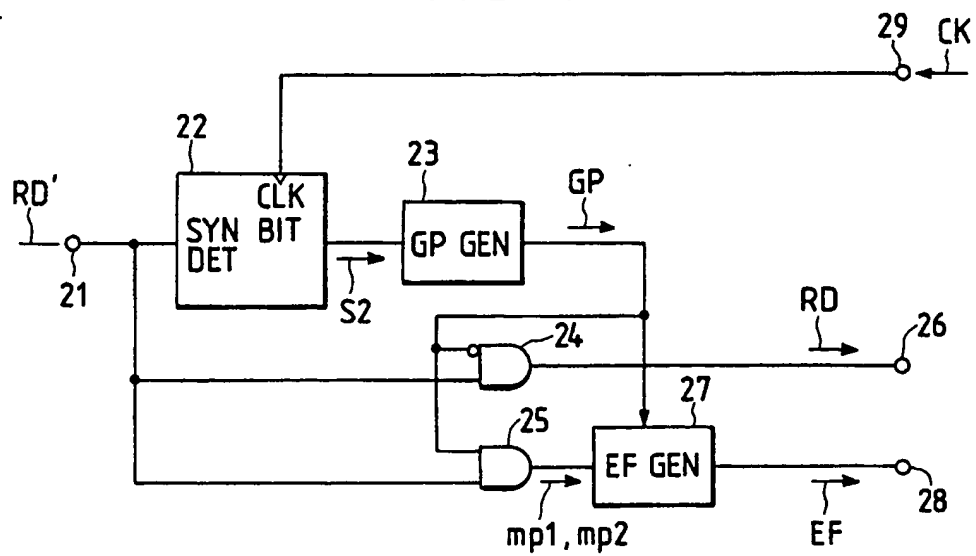 29
CK
22
23
GP
RD'
CLK
SYN BIT
DET
GP GEN
21
S2
RD
24
26
27
25
EF GEN
mp1, mp2
EF
28